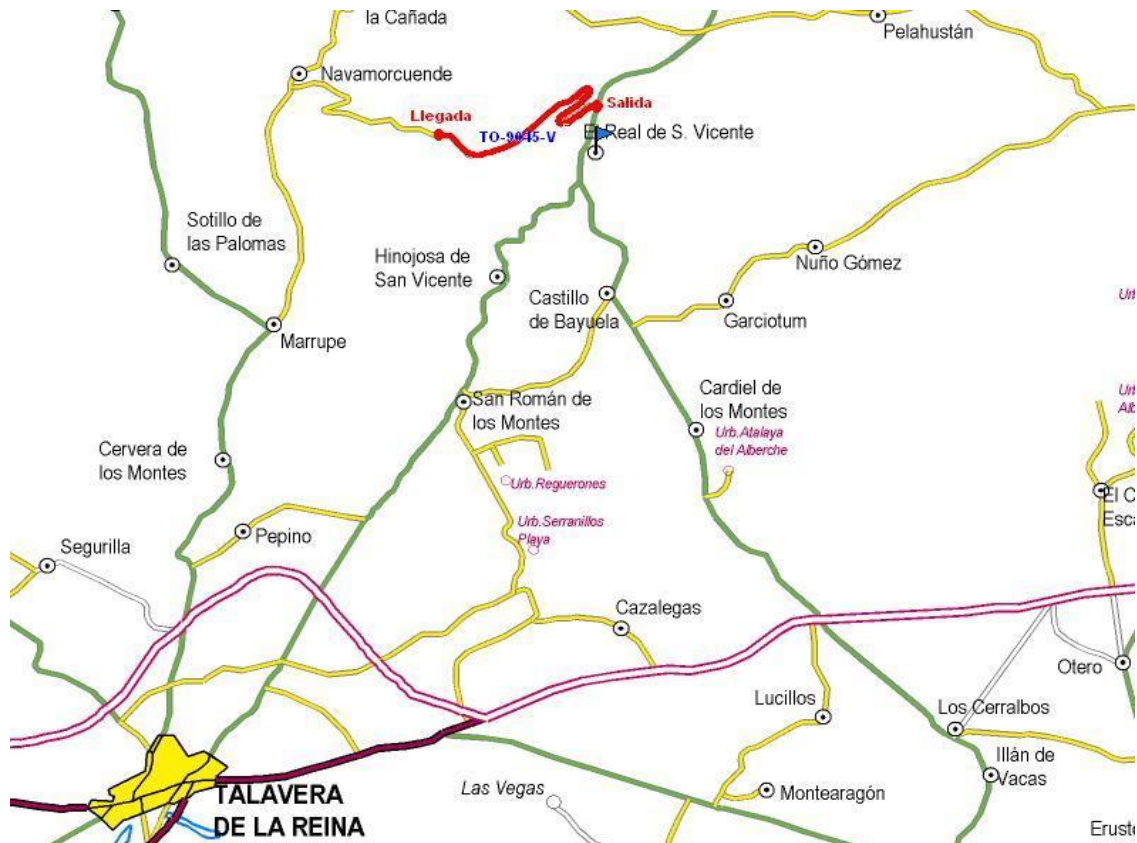 la Cañada
Pelahustán
Navamorcuende
Salida
Llegada
TO-9045-V
El Real de S. Vicente
Sotillo de
las Palomas
Nuño Gómez
Hinojosa de
San Vicente
Castillo
de Bayuela
Garciotum
Marrupe
Cardiel de
los Montes
San Román de
los Montes
Urb.Atalaya
del Alberche
Cervera de
los Montes
Urb.Reguerones
Urb.Serranillos
Playa
Pepino
Segurilla
Cazalegas
Otero
Lucillos
Los Cerralbos
Illán de
Vacas
Las Vegas
Montearagón
TALAVERA
DE LA REINA